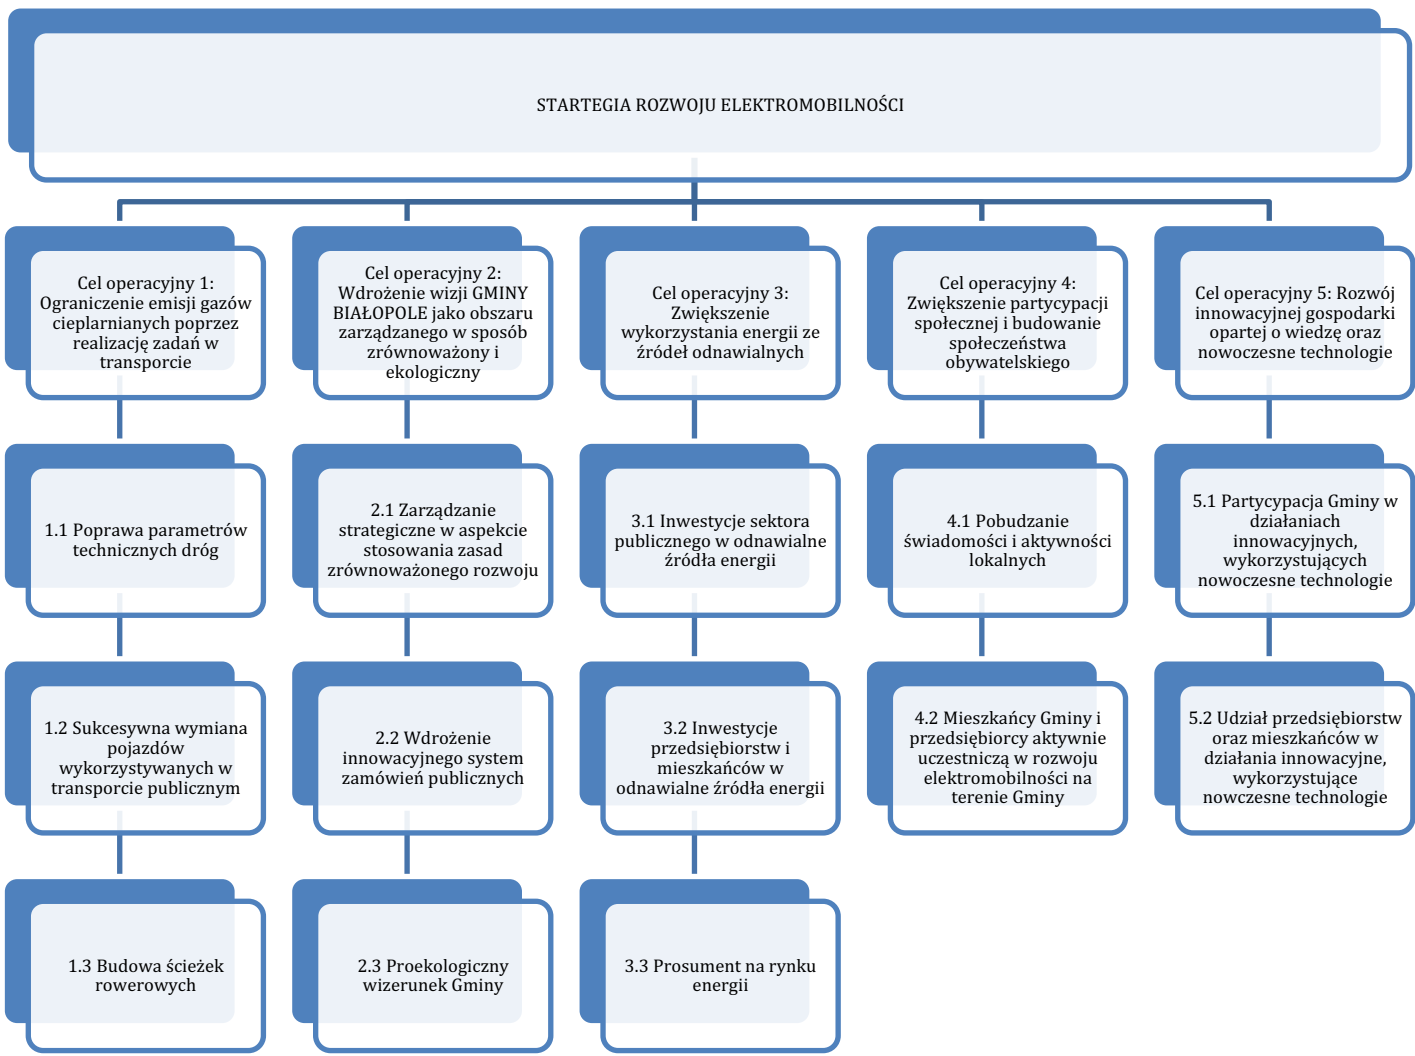 STARTEGIA ROZWOJU ELEKTROMOBILNOŚCI
Cel operacyjny 1:
Ograniczenie emisji gazów
cieplarnianych poprzez
realizację zadań w
transporcie
Cel operacyjny 2:
Wdrożenie wizji GMINY
BIAŁOPOLE jako obszaru
zarządzanego w sposób
zrównoważony i
ekologiczny
Cel operacyjny 3:
Zwiększenie
wykorzystania energii ze
źródeł odnawialnych
Cel operacyjny 4:
Zwiększenie partycypacji
społecznej i budowanie
społeczeństwa
obywatelskiego
Cel operacyjny 5: Rozwój
innowacyjnej gospodarki
opartej o wiedzę oraz
nowoczesne technologie
1.1 Poprawa parametrów
technicznych dróg
2.1 Zarządzanie
strategiczne w aspekcie
stosowania zasad
zrównoważonego rozwoju
3.1 Inwestycje sektora
publicznego w odnawialne
źródła energii
4.1 Pobudzanie
świadomości i aktywności
lokalnych
5.1 Partycypacja Gminy w
działaniach
innowacyjnych,
wykorzystujących
nowoczesne technologie
1.2 Sukcesywna wymiana
pojazdów
wykorzystywanych w
transporcie publicznym
2.2 Wdrożenie
innowacyjnego system
zamówień publicznych
3.2 Inwestycje
przedsiębiorstw i
mieszkańców w
odnawialne źródła energii
4.2 Mieszkańcy Gminy i
przedsiębiorcy aktywnie
uczestniczą w rozwoju
elektromobilności na
terenie Gminy
5.2 Udział przedsiębiorstw
oraz mieszkańców w
działania innowacyjne,
wykorzystujące
nowczesne technologie
1.3 Budowa ścieżek
rowerowych
2.3 Proekologiczny
wizerunek Gminy
3.3 Prosument na rynku
energii